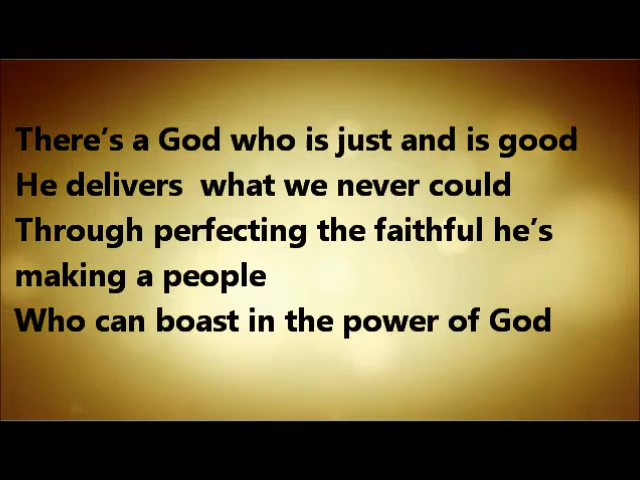 There’s a God who is just and is good
He delivers  what we never could
Through perfecting the faithful he’s
making a people
Who can boast in the power of God